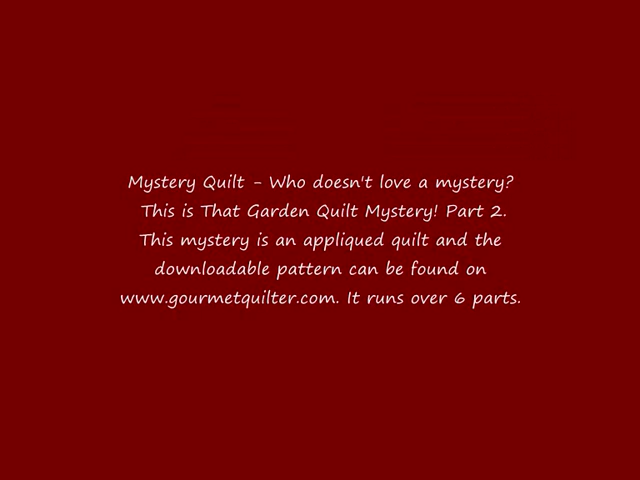 Mystery Quilt - Who doesn't love a mystery?
This is That Garden Quilt Mystery! Part 2.
This mystery is an appliqued quilt and the
downloadable pattern can be found on
www.gourmetquilter.com. It runs over 6 parts.